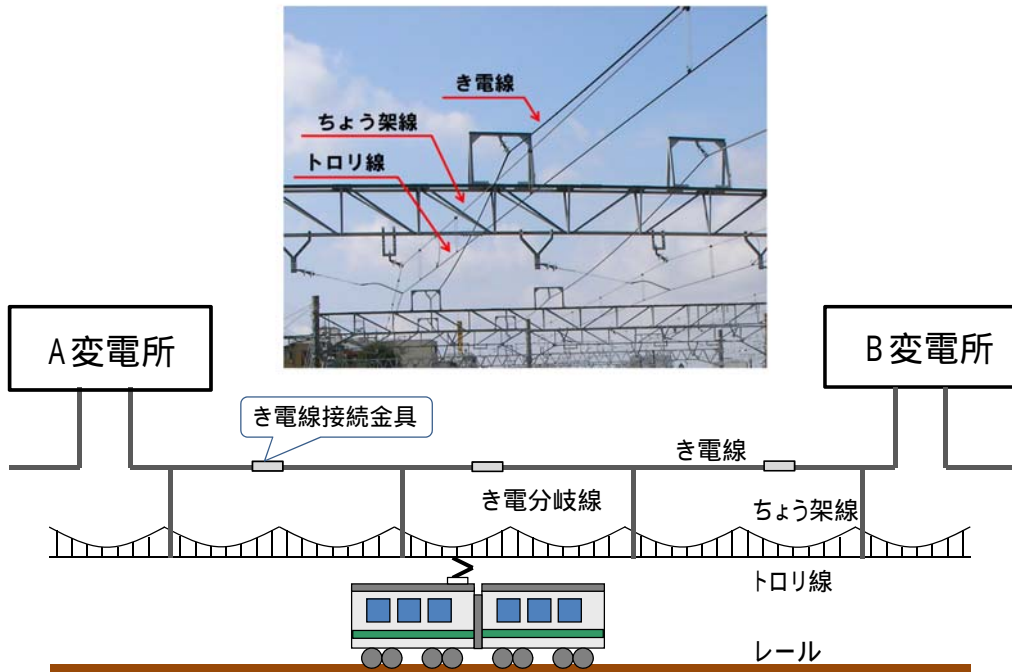 き電線
ちょう架線
トロリ線
A変電所
B変電所
き電線接続金具
き電線
き電分岐線
ちょう架線
トロリ線
レール